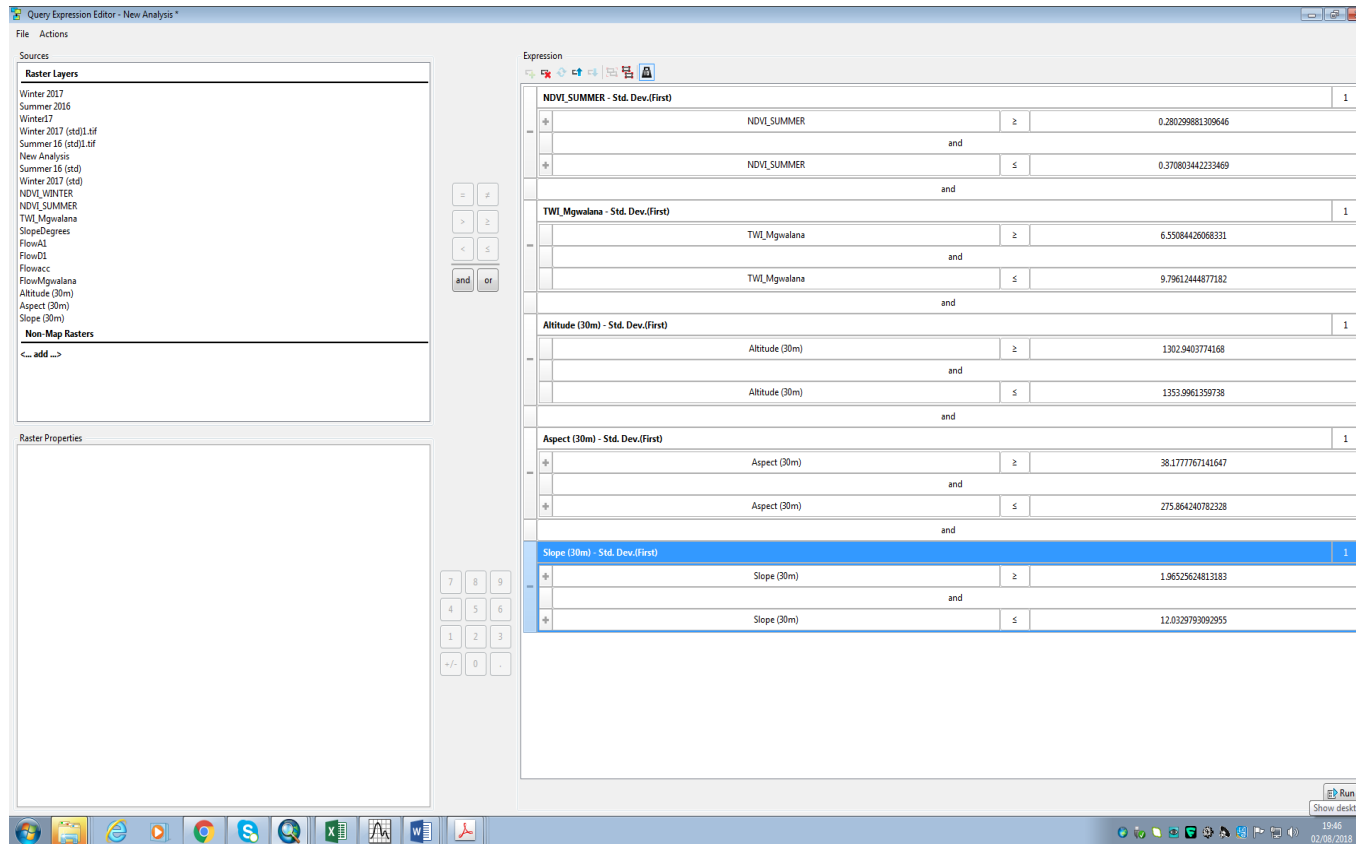 Query Expression Editor - New Analysis *
File Actions
Sources
Raster Layers
Winter 2017
Summer 2016
Winter17
Winter 2017 (std)1.tif
Summer 16 (std)1.tif
New Analysis
Summer 16 (std)
Winter 2017 (std)
NDVI_WINTER
NDVI_SUMMER
TWI_Mgwalana
SlopeDegrees
FlowA1
FlowD1
Flowacc
FlowMgwalana
Altitude (30m)
Aspect (30m)
Slope (30m)
Non-Map Rasters
<... add ...>
Raster Properties
= ≠
> ≥
< ≤
and or
7 8 9
4 5 6
1 2 3
+/- 0 .
Expression
NDVI_SUMMER - Std. Dev.(First) 1
NDVI_SUMMER ≥ 0.280299881309646
and
NDVI_SUMMER ≤ 0.370803442233469
and
TWI_Mgwalana - Std. Dev.(First) 1
TWI_Mgwalana ≥ 6.55084426068331
and
TWI_Mgwalana ≤ 9.79612444877182
and
Altitude (30m) - Std. Dev.(First) 1
Altitude (30m) ≥ 1302.9403774168
and
Altitude (30m) ≤ 1353.9961359738
and
Aspect (30m) - Std. Dev.(First) 1
Aspect (30m) ≥ 38.1777767141647
and
Aspect (30m) ≤ 275.864240782328
and
Slope (30m) - Std. Dev.(First) 1
Slope (30m) ≥ 1.96525624813183
and
Slope (30m) ≤ 12.0329793092955
Run
Show deskt
19:46
02/08/2018